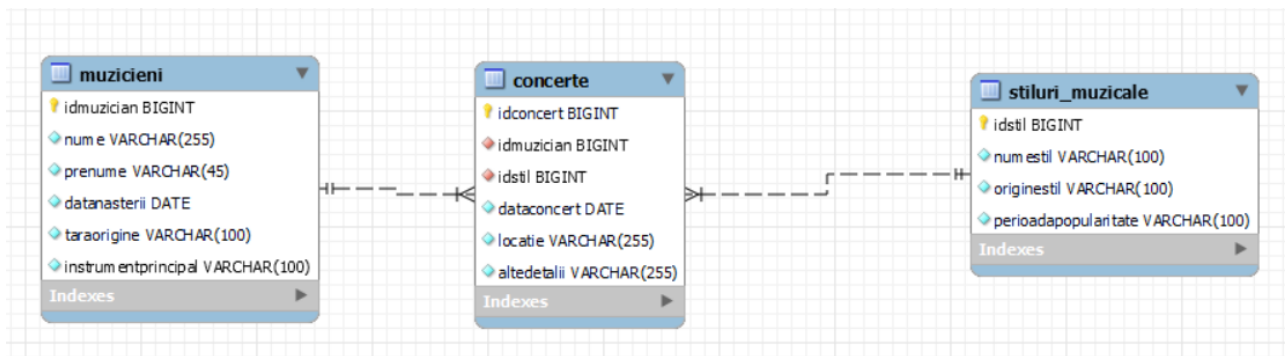 muzicieni
idmuzician BIGINT
nume VARCHAR(255)
prenume VARCHAR(45)
datanasterii DATE
taraorigine VARCHAR(100)
instrumentprincipal VARCHAR(100)
Indexes
concerte
idconcert BIGINT
idmuzician BIGINT
idstil BIGINT
dataconcert DATE
locatie VARCHAR(255)
altedetalii VARCHAR(255)
Indexes
stiluri_muzicale
idstil BIGINT
numestil VARCHAR(100)
originestil VARCHAR(100)
perioadapopularitate VARCHAR(100)
Indexes